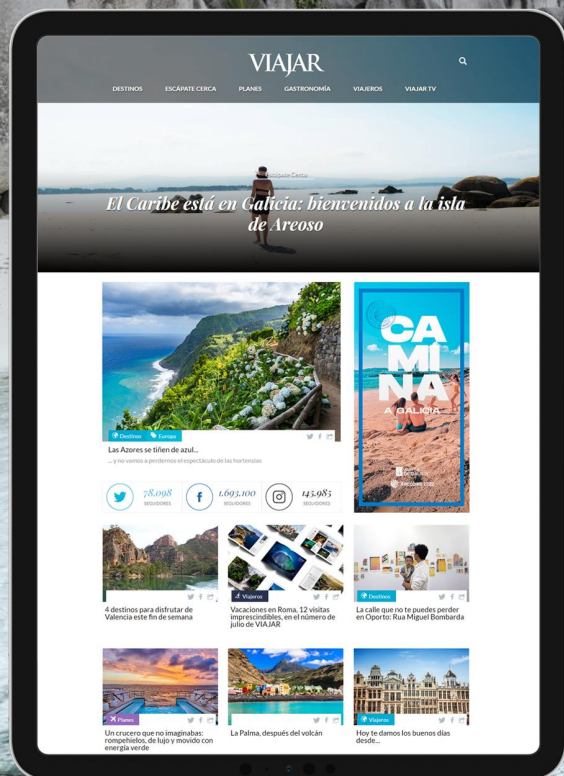 VIAJAR
DESTINOS ESCÁPATE CERCA PLANES GASTRONOMÍA VIAJEROS VIAJAR TV
Escápate Cerca
El Caribe está en Galicia: bienvenidos a la isla
de Areoso
Destinos Europa
Las Azores se tiñen de azul...
... y no vamos a perdernos el espectáculo de las hortensias
CA
MI
NA
A GALICIA
78.098
SEGUIDORES
1.693.100
SEGUIDORES
145.985
SEGUIDORES
4 destinos para disfrutar de
Valencia este fin de semana
Viajeros
Vacaciones en Roma, 12 visitas
imprescindibles, en el número de
julio de VIAJAR
Destinos
La calle que no te puedes perder
en Oporto: Rua Miguel Bombarda
Planes
Un crucero que no imaginabas:
rompehielos, de lujo y movido con
energía verde
La Palma, después del volcán
Viajeros
Hoy te damos los buenos días
desde...